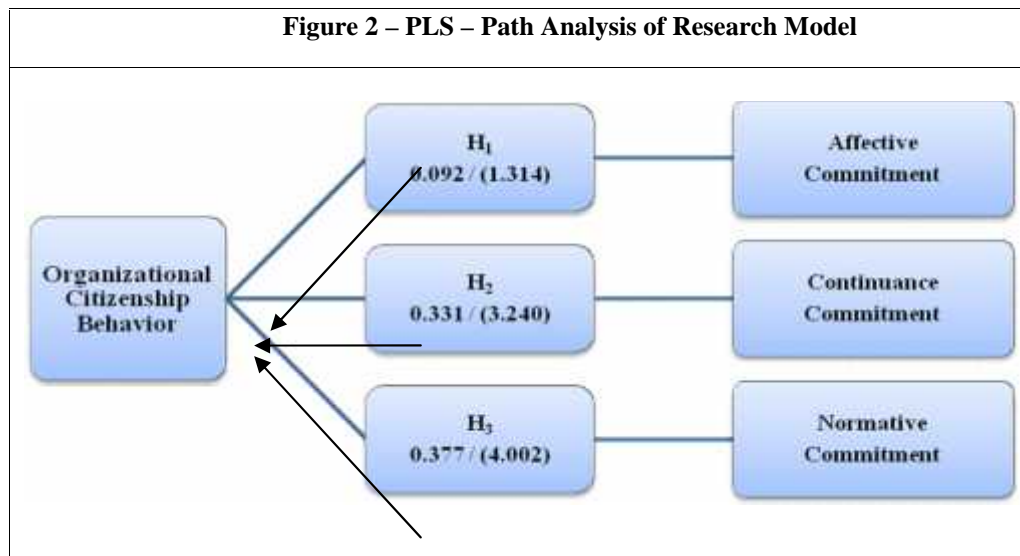 Figure 2 – PLS – Path Analysis of Research Model
H₁
0.092 / (1.314)
Affective
Commitment
Organizational
Citizenship
Behavior
H₂
0.331 / (3.240)
Continuance
Commitment
H₃
0.377 / (4.002)
Normative
Commitment